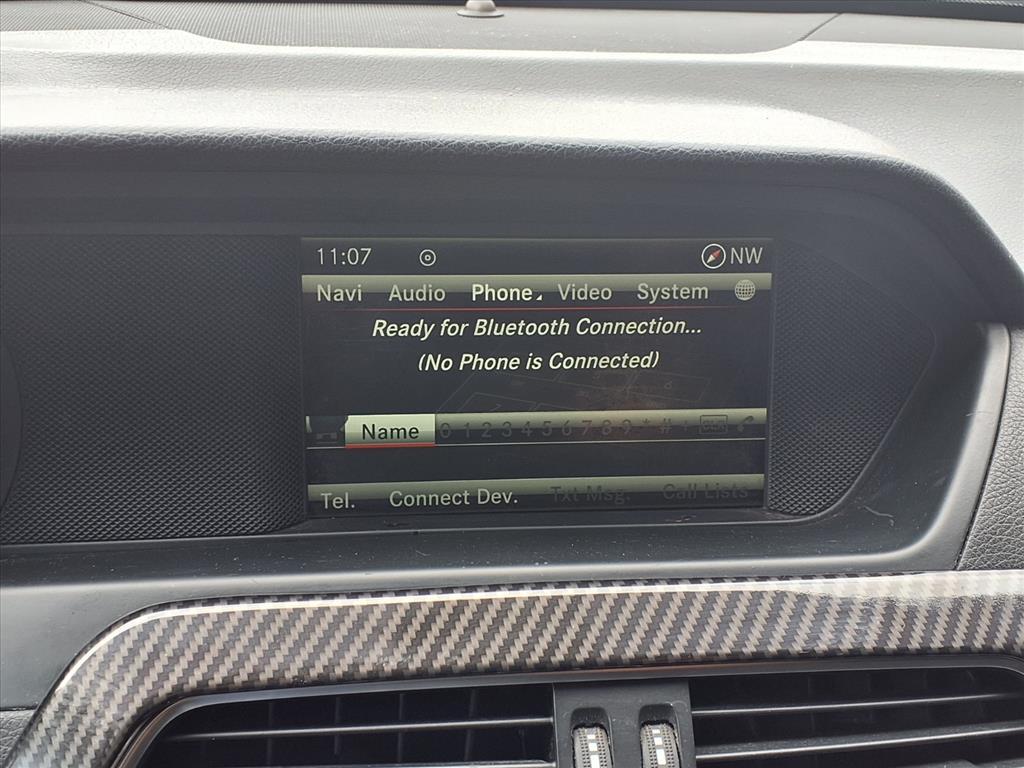 11:07 NW
Navi Audio Phone Video System
Ready for Bluetooth Connection...
(No Phone is Connected)
Name 0 1 2 3 4 5 6 7 8 9 * # +
Tel. Connect Dev. Txt Msg. Call Lists